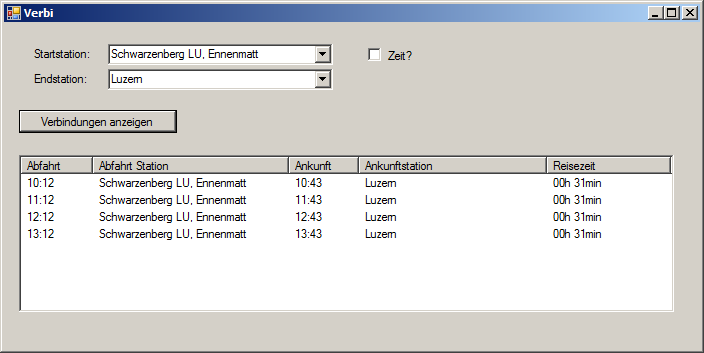 Verbi
Startstation: Schwarzenberg LU, Ennenmatt Zeit?
Endstation: Luzern
Verbindungen anzeigen
Abfahrt Abfahrt Station Ankunft Ankunftstation Reisezeit
10:12 Schwarzenberg LU, Ennenmatt 10:43 Luzern 00h 31min
11:12 Schwarzenberg LU, Ennenmatt 11:43 Luzern 00h 31min
12:12 Schwarzenberg LU, Ennenmatt 12:43 Luzern 00h 31min
13:12 Schwarzenberg LU, Ennenmatt 13:43 Luzern 00h 31min